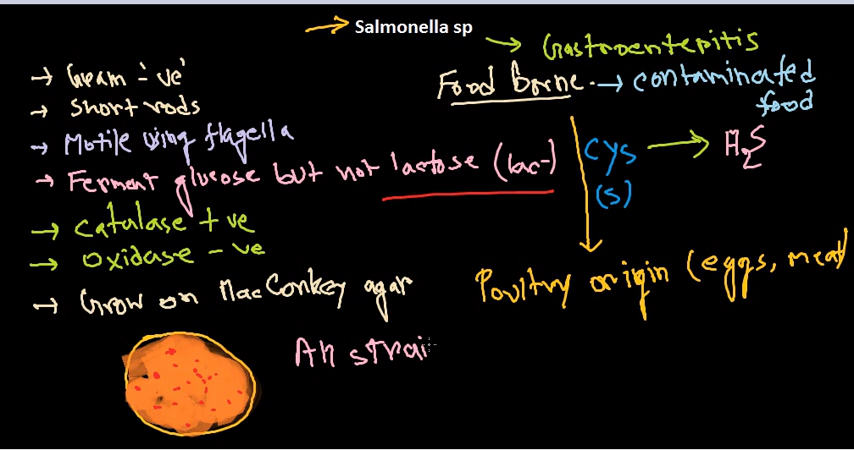 → Salmonella sp
→ Gastroenteritis
→ Gram '-ve'
Food Borne. → contaminated food
→ Short rods
→ Motile using flagella
→ Ferment glucose but not lactose (lac-)
cys → H2S
(S)
→ Catalase +ve
→ Oxidase -ve
→ Grow on MacConkey agar
Poultry origin (eggs, meat)
All strai